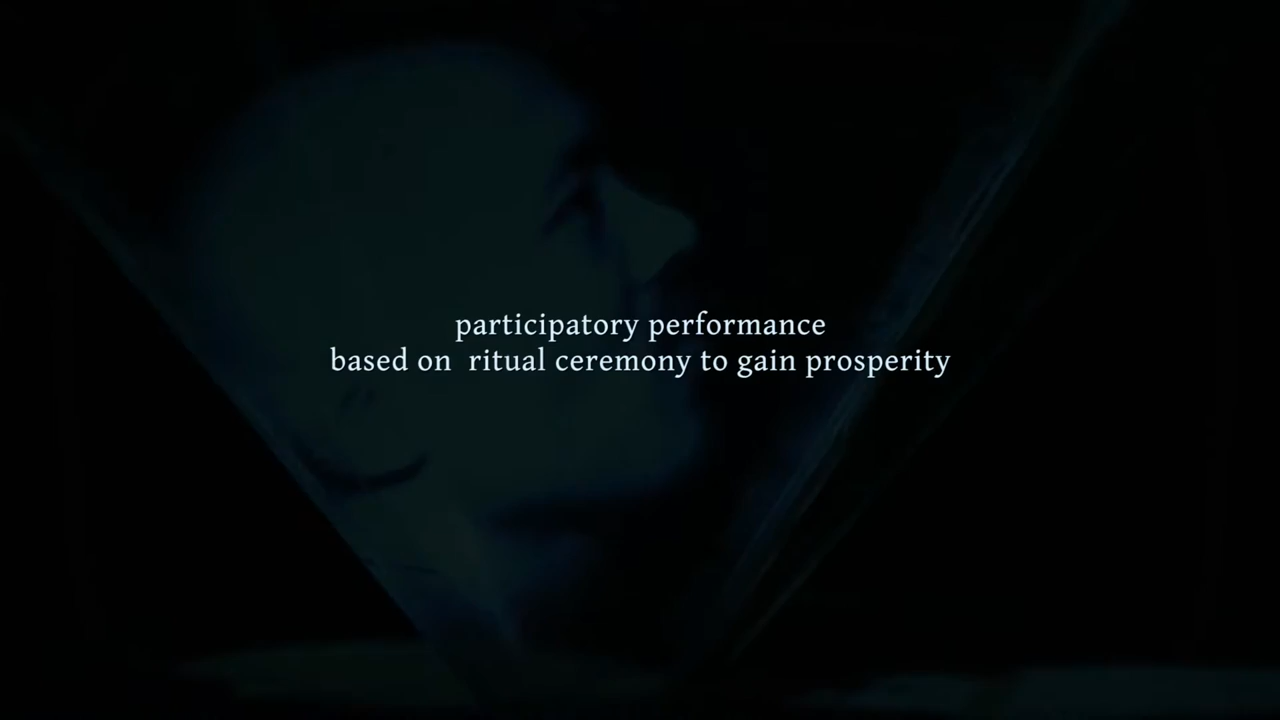 participatory performance
based on  ritual ceremony to gain prosperity